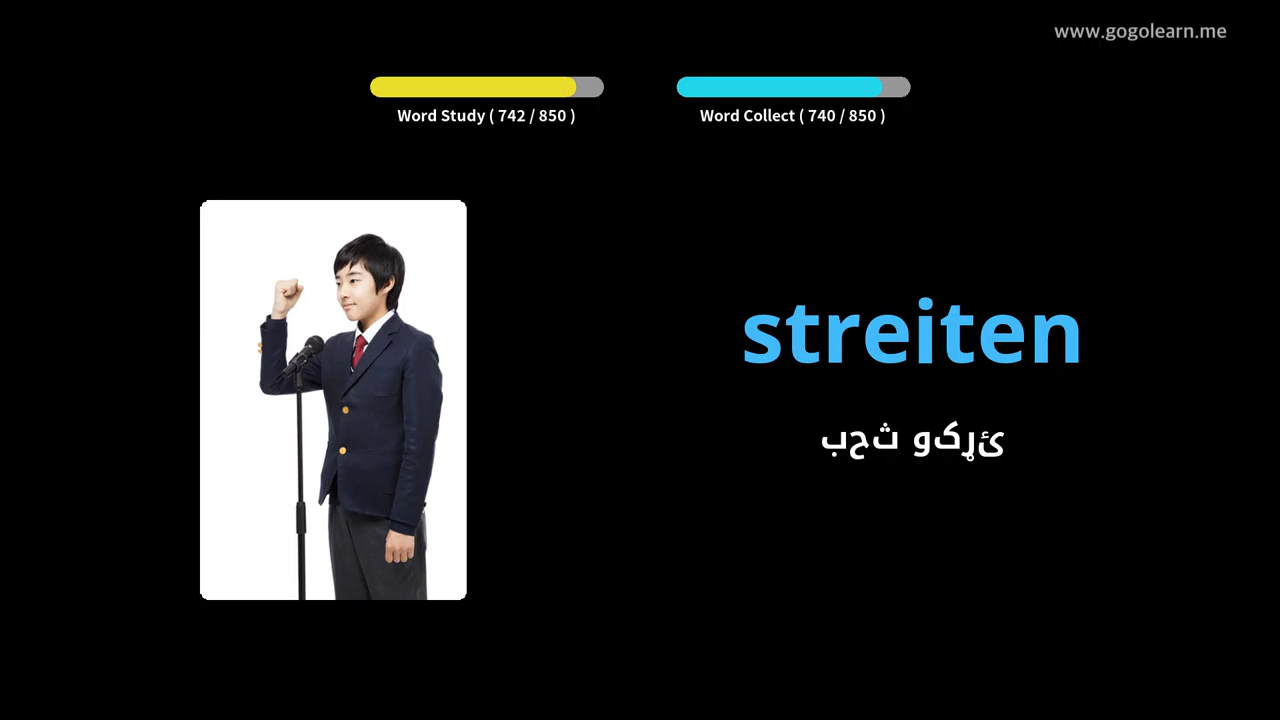 www.gogolearn.me
Word Study ( 742 / 850 )
Word Collect ( 740 / 850 )
streiten
بحث وکړئ